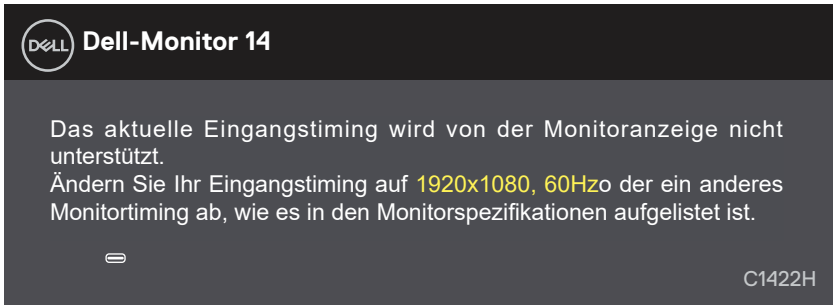 DELL Dell-Monitor 14
Das aktuelle Eingangstiming wird von der Monitoranzeige nicht
unterstützt.
Ändern Sie Ihr Eingangstiming auf 1920x1080, 60Hzo der ein anderes
Monitortiming ab, wie es in den Monitorspezifikationen aufgelistet ist.
C1422H